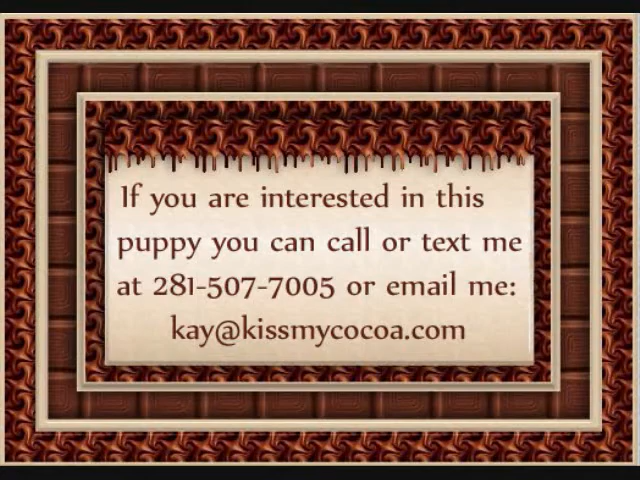 If you are interested in this
puppy you can call or text me
at 281-507-7005 or email me:
kay@kissmycocoa.com